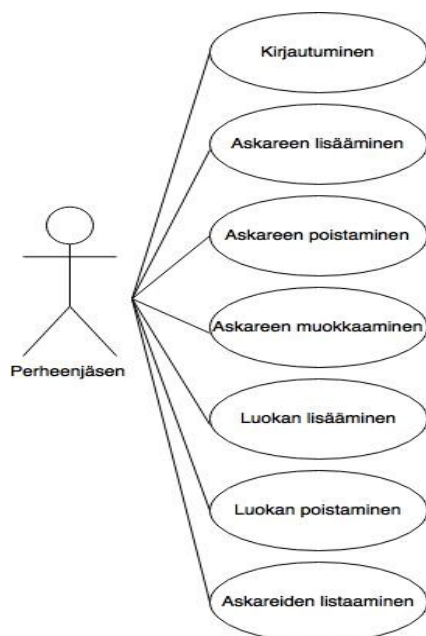 Kirjautuminen
Askareen lisääminen
Askareen poistaminen
Askareen muokkaaminen
Perheenjäsen
Luokan lisääminen
Luokan poistaminen
Askareiden listaaminen